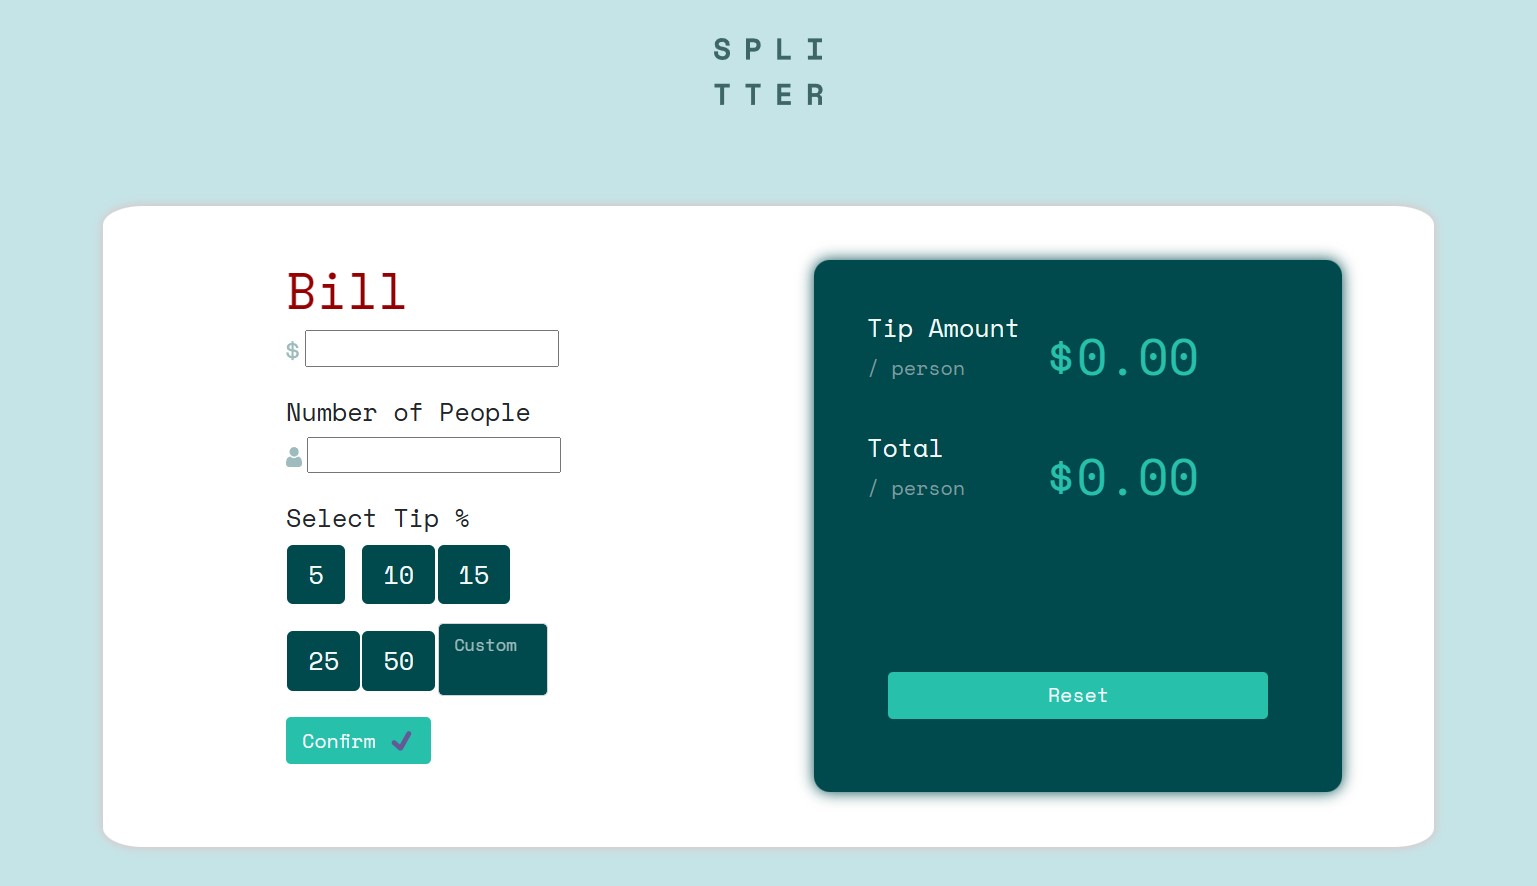 SPLI
TTER
Bill
$
Number of People
Select Tip %
5 10 15
25 50 Custom
Confirm
Tip Amount
/ person
$0.00
Total
/ person
$0.00
Reset